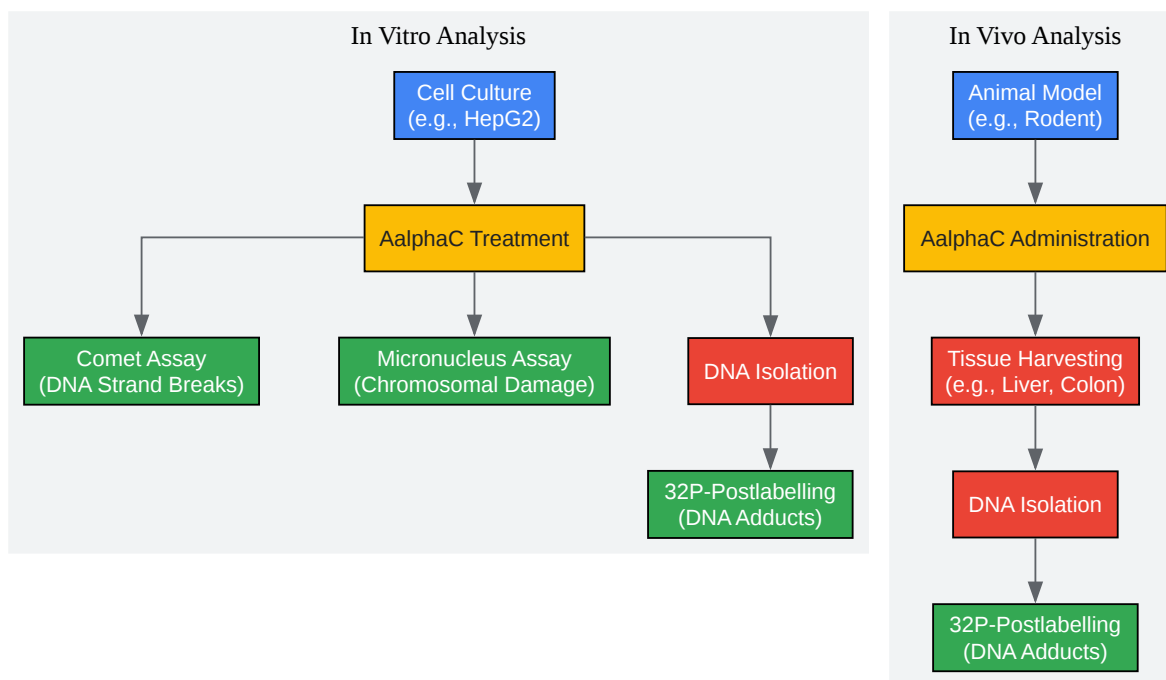 In Vitro Analysis
Cell Culture
(e.g., HepG2)
AalphaC Treatment
Comet Assay
(DNA Strand Breaks)
Micronucleus Assay
(Chromosomal Damage)
DNA Isolation
32P-Postlabelling
(DNA Adducts)
In Vivo Analysis
Animal Model
(e.g., Rodent)
AalphaC Administration
Tissue Harvesting
(e.g., Liver, Colon)
DNA Isolation
32P-Postlabelling
(DNA Adducts)